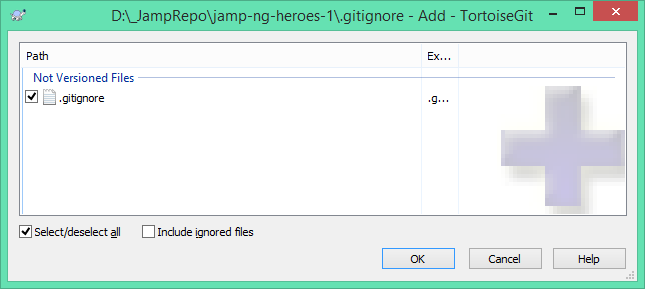 D:\_JampRepo\jamp-ng-heroes-1\.gitignore - Add - TortoiseGit
Path Ex...
Not Versioned Files
.gitignore .g...
Select/deselect all Include ignored files
OK Cancel Help